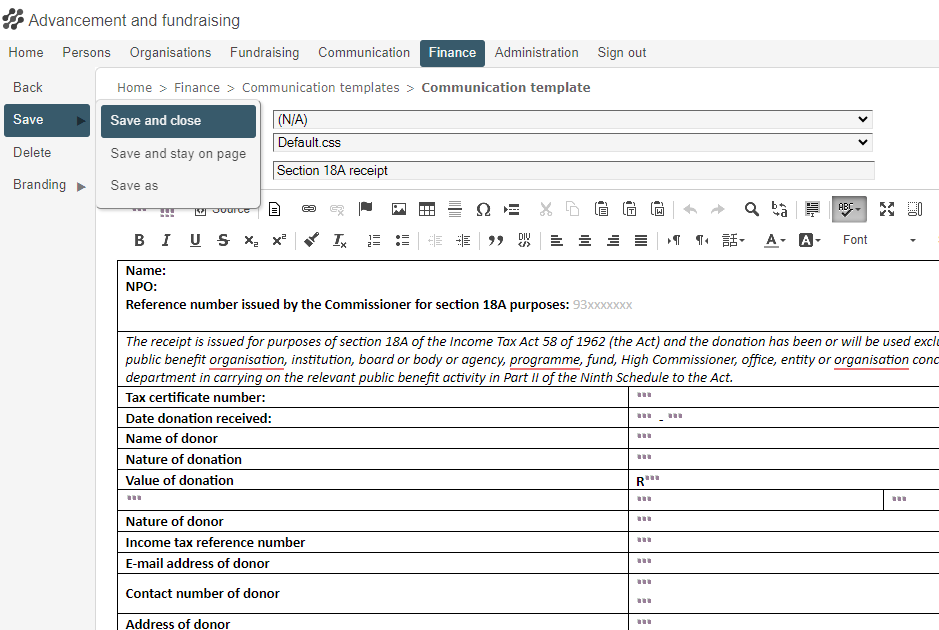 Advancement and fundraising
Home Persons Organisations Fundraising Communication Finance Administration Sign out
Back
Home > Finance > Communication templates > Communication template
Save
Save and close
(N/A)
Default.css
Delete
Save and stay on page
Section 18A receipt
Branding
Save as
Source
ABC
B I U S x₂ x² Tx DIV Font
Name:
NPO:
Reference number issued by the Commissioner for section 18A purposes: 93xxxxxxx
The receipt is issued for purposes of section 18A of the Income Tax Act 58 of 1962 (the Act) and the donation has been or will be used exclu
public benefit organisation, institution, board or body or agency, programme, fund, High Commissioner, office, entity or organisation conc
department in carrying on the relevant public benefit activity in Part II of the Ninth Schedule to the Act.
Tax certificate number:
Date donation received: -
Name of donor
Nature of donation
Value of donation R
Nature of donor
Income tax reference number
E-mail address of donor
Contact number of donor
Address of donor